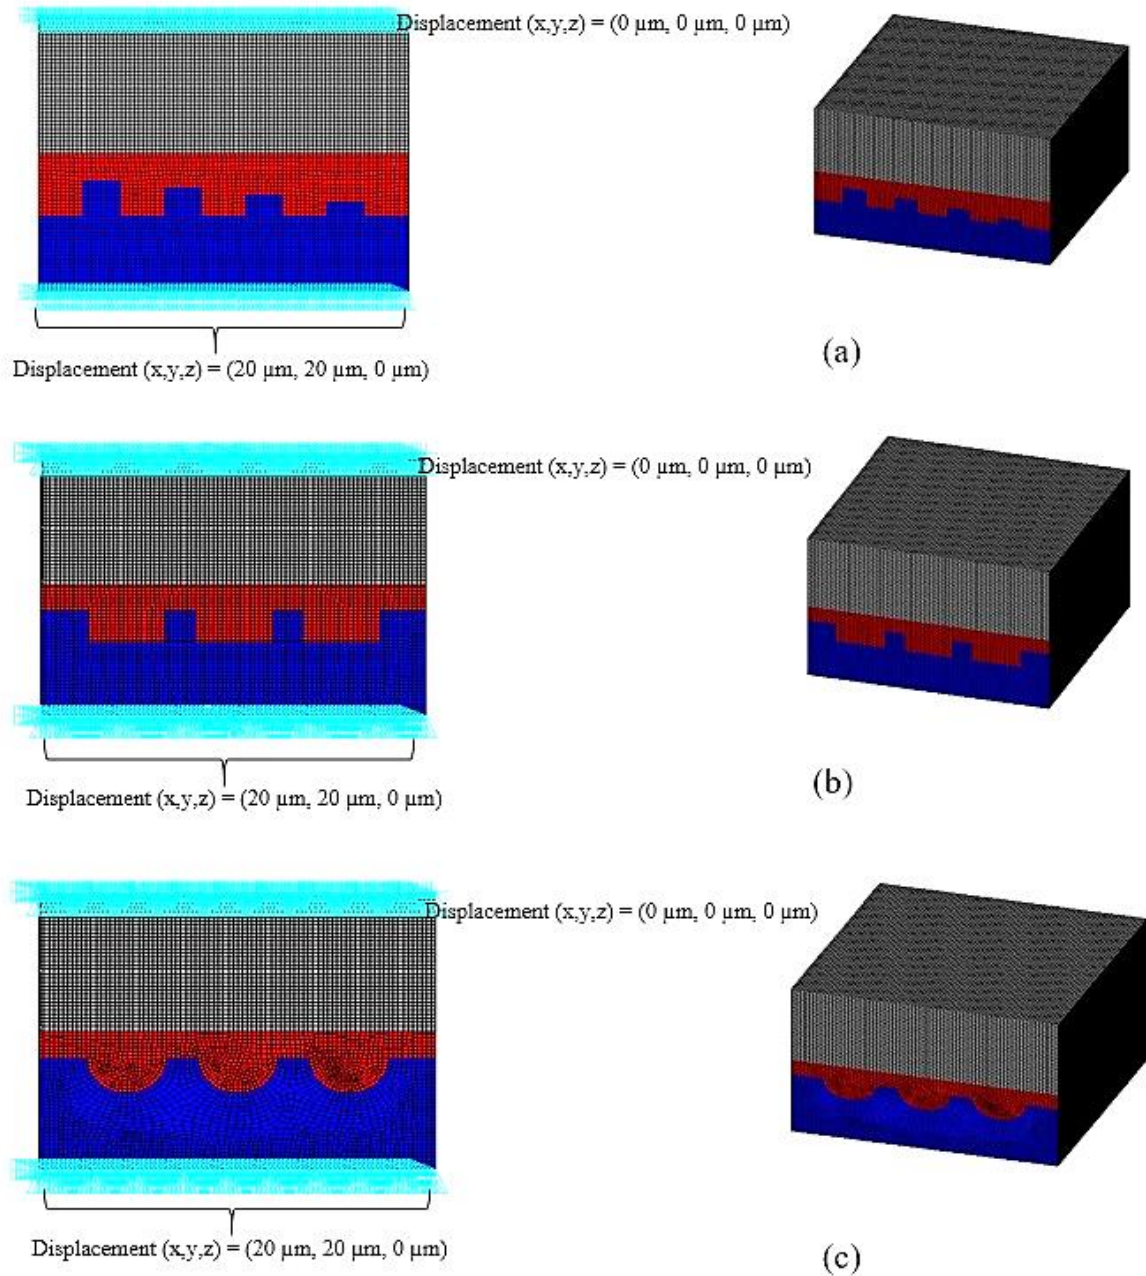 Displacement (x,y,z) = (0 µm, 0 µm, 0 µm)
Displacement (x,y,z) = (20 µm, 20 µm, 0 µm)
(a)
Displacement (x,y,z) = (0 µm, 0 µm, 0 µm)
Displacement (x,y,z) = (20 µm, 20 µm, 0 µm)
(b)
Displacement (x,y,z) = (0 µm, 0 µm, 0 µm)
Displacement (x,y,z) = (20 µm, 20 µm, 0 µm)
(c)